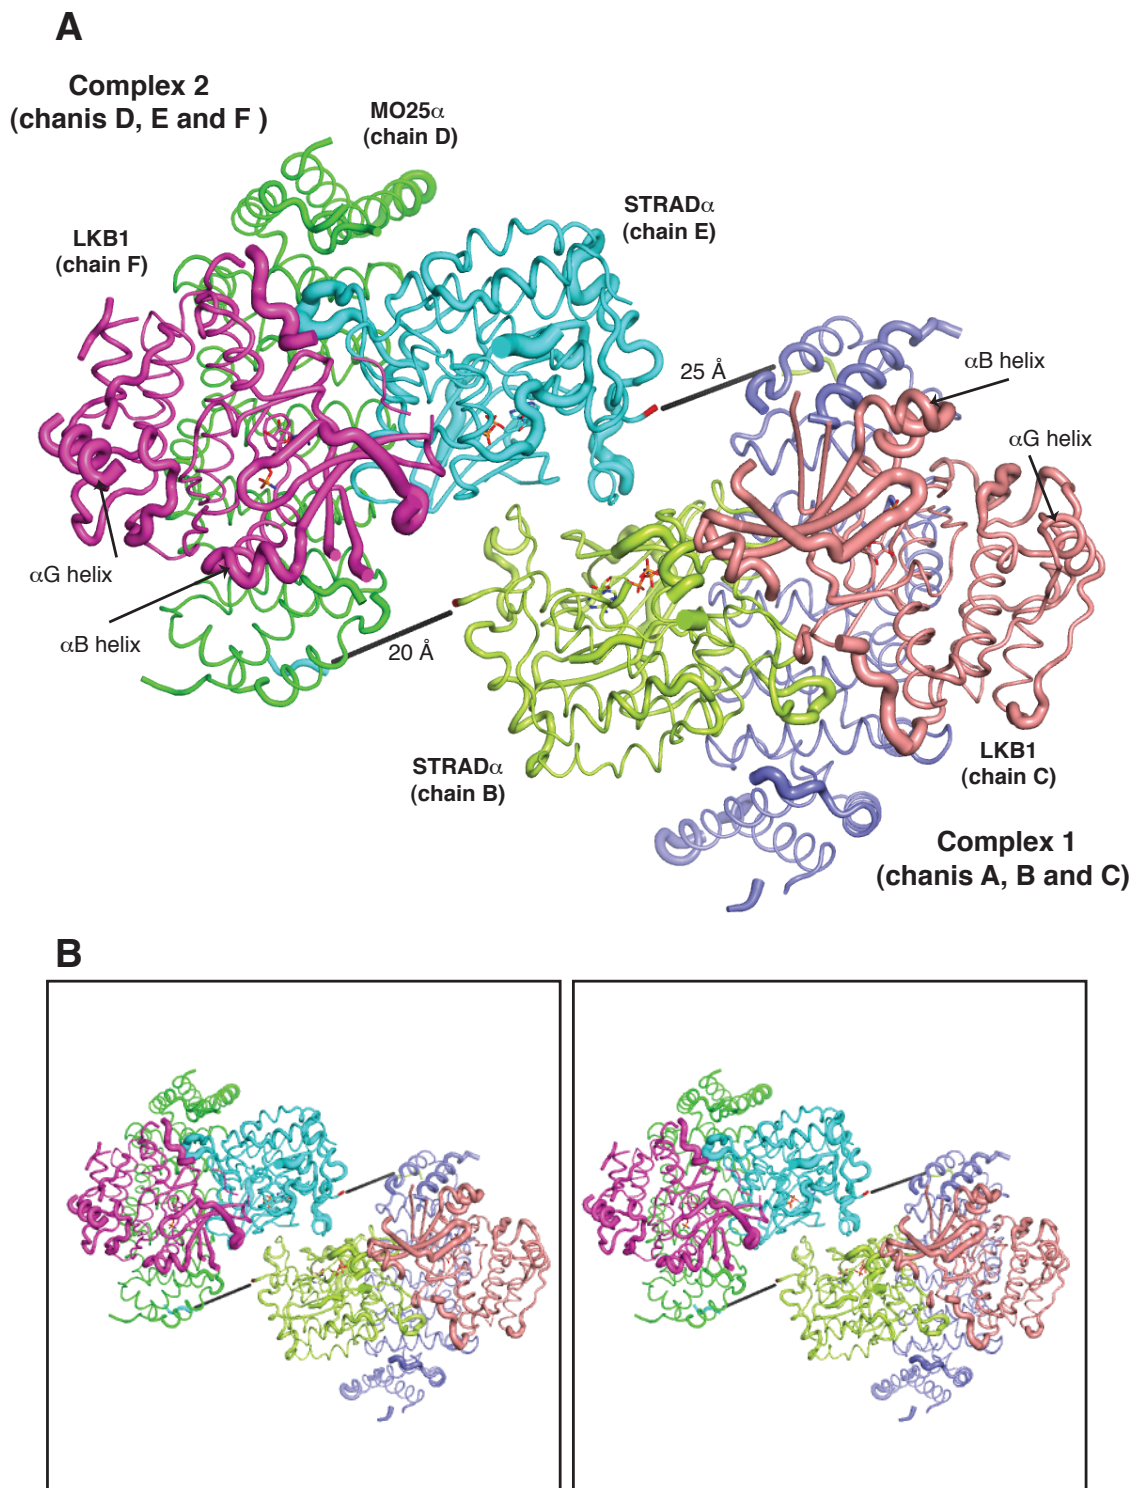 A
Complex 2
(chanis D, E and F )
MO25α
(chain D)
STRADα
(chain E)
LKB1
(chain F)
25 Å
αB helix
αG helix
αG helix
αB helix
20 Å
STRADα
(chain B)
LKB1
(chain C)
Complex 1
(chanis A, B and C)
B